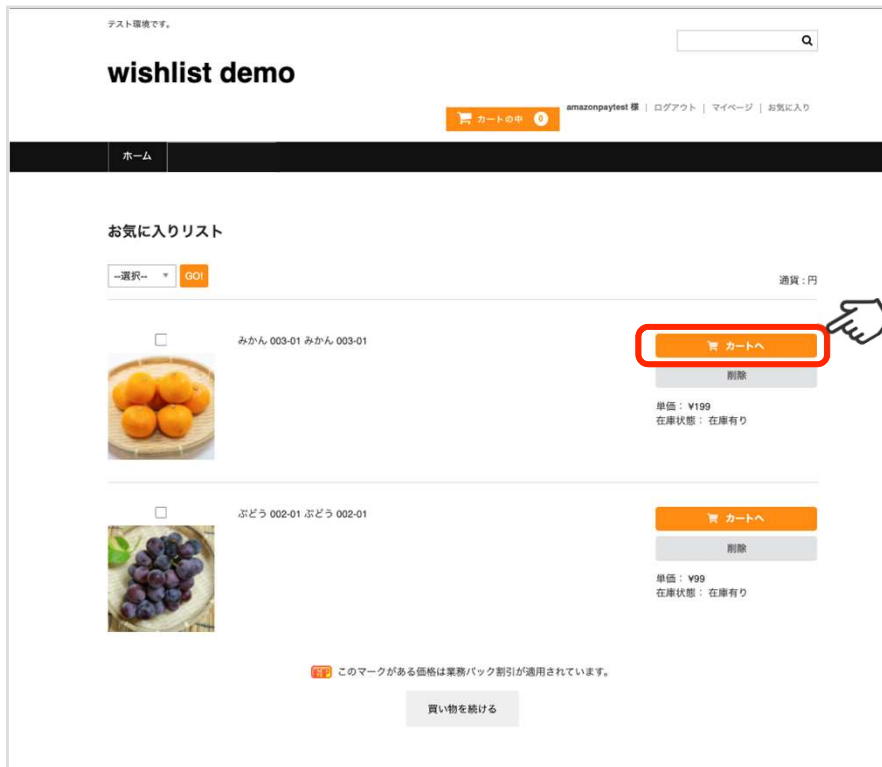 テスト環境です。
wishlist demo
カートの中 0
amazonpaytest 様 | ログアウト | マイページ | お気に入り
ホーム
お気に入りリスト
--選択-- GO!
通貨 : 円
みかん 003-01 みかん 003-01
カートへ
削除
単価： ¥199
在庫状態： 在庫有り
ぶどう 002-01 ぶどう 002-01
カートへ
削除
単価： ¥99
在庫状態： 在庫有り
このマークがある価格は業務パック割引が適用されています。
買い物を続ける